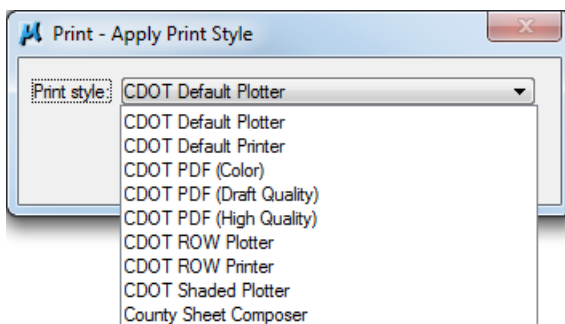 Print - Apply Print Style
Print style: CDOT Default Plotter
CDOT Default Plotter
CDOT Default Printer
CDOT PDF (Color)
CDOT PDF (Draft Quality)
CDOT PDF (High Quality)
CDOT ROW Plotter
CDOT ROW Printer
CDOT Shaded Plotter
County Sheet Composer